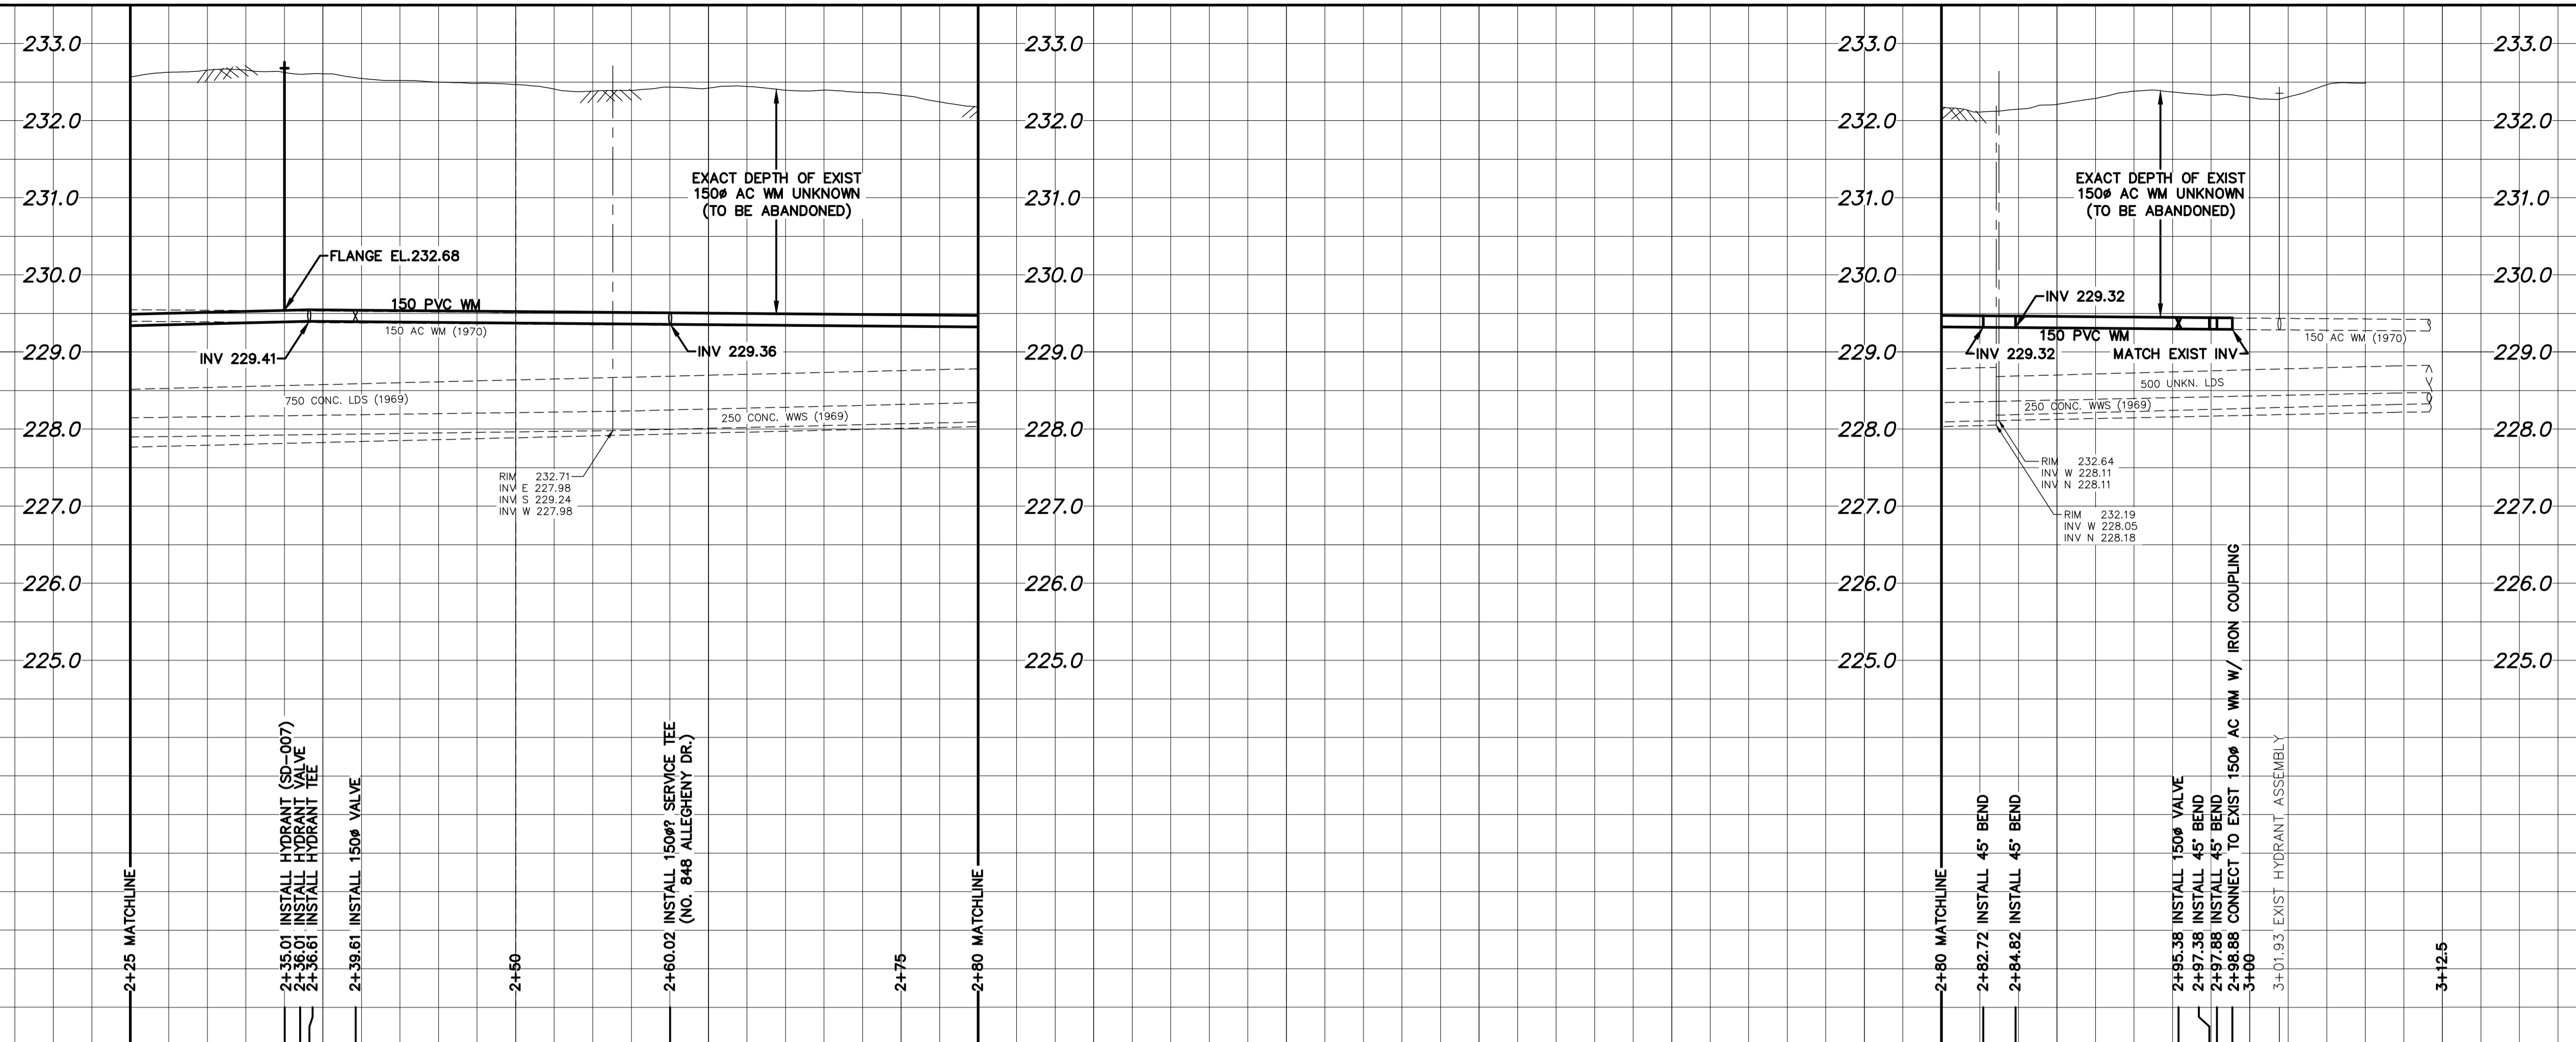 233.0
232.0
231.0
230.0
229.0
228.0
227.0
226.0
225.0
EXACT DEPTH OF EXIST
150ø AC WM UNKNOWN
(TO BE ABANDONED)
FLANGE EL.232.68
150 PVC WM
150 AC WM (1970)
INV 229.41
INV 229.36
750 CONC. LDS (1969)
250 CONC. WWS (1969)
RIM 232.71
INV E 227.98
INV S 229.24
INV W 227.98
2+25 MATCHLINE
2+35.01 INSTALL HYDRANT (SD-007)
2+36.01 INSTALL HYDRANT VALVE
2+36.61 INSTALL HYDRANT TEE
2+39.61 INSTALL 150ø VALVE
2+50
2+60.02 INSTALL 150ø? SERVICE TEE
(NO. 848 ALLEGHENY DR.)
2+75
2+80 MATCHLINE
233.0
232.0
231.0
230.0
229.0
228.0
227.0
226.0
225.0
233.0
232.0
231.0
230.0
229.0
228.0
227.0
226.0
225.0
EXACT DEPTH OF EXIST
150ø AC WM UNKNOWN
(TO BE ABANDONED)
INV 229.32
150 PVC WM
INV 229.32
MATCH EXIST INV
150 AC WM (1970)
500 UNKN. LDS
250 CONC. WWS (1969)
RIM 232.64
INV W 228.11
INV N 228.11
RIM 232.19
INV W 228.05
INV N 228.18
2+80 MATCHLINE
2+82.72 INSTALL 45° BEND
2+84.82 INSTALL 45° BEND
2+95.38 INSTALL 150ø VALVE
2+97.38 INSTALL 45° BEND
2+97.88 INSTALL 45° BEND
2+98.88 CONNECT TO EXIST 150ø AC WM W/ IRON COUPLING
3+00
3+01.93 EXIST HYDRANT ASSEMBLY
3+12.5
233.0
232.0
231.0
230.0
229.0
228.0
227.0
226.0
225.0